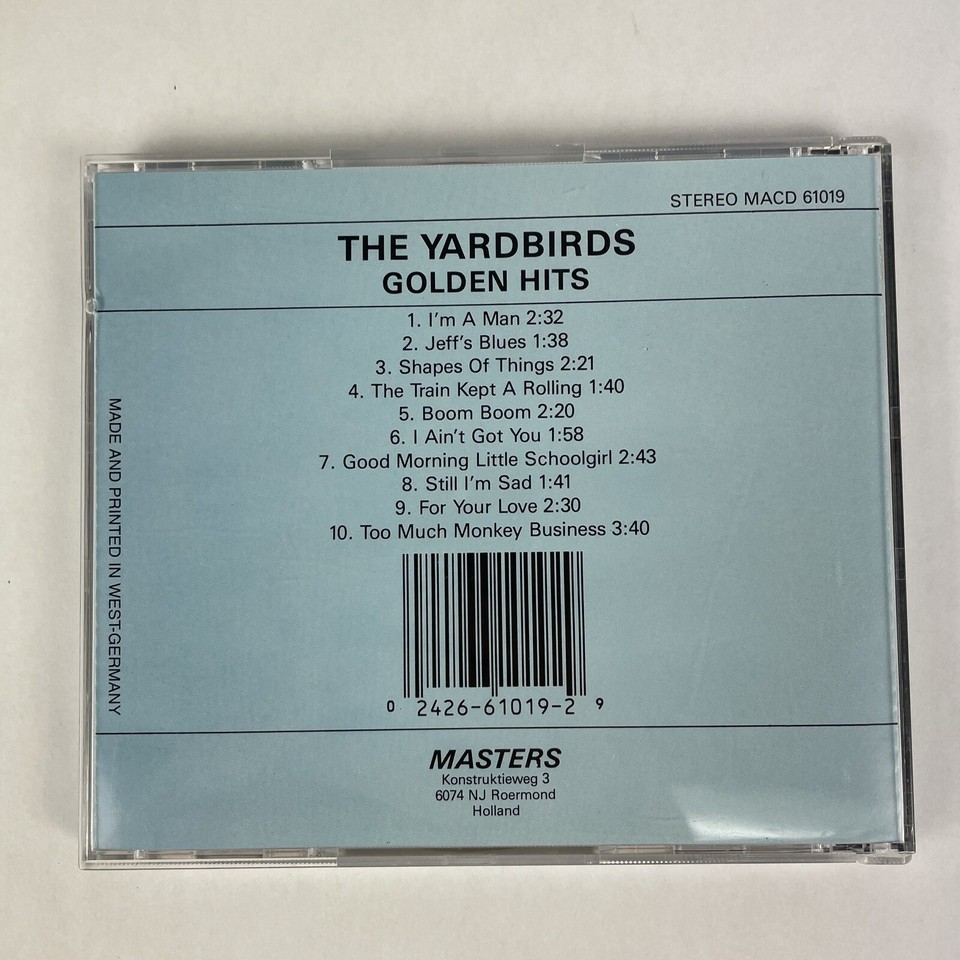 STEREO MACD 61019
THE YARDBIRDS
GOLDEN HITS
1. I'm A Man 2:32
2. Jeff's Blues 1:38
3. Shapes Of Things 2:21
4. The Train Kept A Rolling 1:40
5. Boom Boom 2:20
6. I Ain't Got You 1:58
7. Good Morning Little Schoolgirl 2:43
8. Still I'm Sad 1:41
9. For Your Love 2:30
10. Too Much Monkey Business 3:40
MADE AND PRINTED IN WEST-GERMANY
0 2426-61019-2 9
MASTERS
Konstruktieweg 3
6074 NJ Roermond
Holland